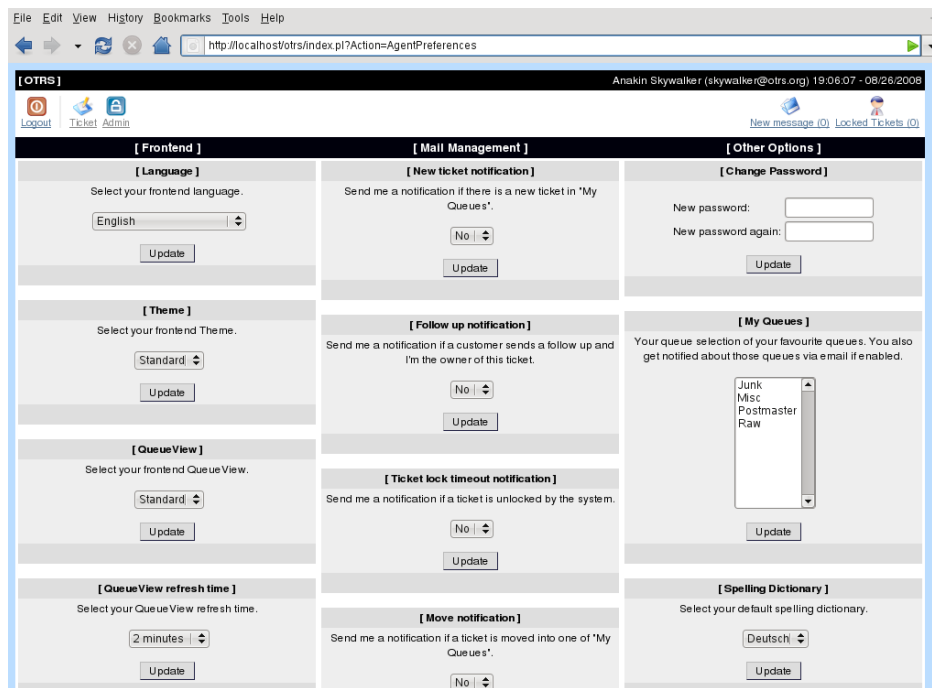 File Edit View History Bookmarks Tools Help
http://localhost/otrs/index.pl?Action=AgentPreferences
[ OTRS ]
Anakin Skywalker (skywalker@otrs.org) 19:06:07 - 08/26/2008
Logout Ticket Admin
New message (0) Locked Tickets (0)
[ Frontend ]
[ Language ]
Select your frontend language.
English
Update
[ Theme ]
Select your frontend Theme.
Standard
Update
[ QueueView ]
Select your frontend QueueView.
Standard
Update
[ QueueView refresh time ]
Select your QueueView refresh time.
2 minutes
Update
[ Mail Management ]
[ New ticket notification ]
Send me a notification if there is a new ticket in "My
Queues".
No
Update
[ Follow up notification ]
Send me a notification if a customer sends a follow up and
I'm the owner of this ticket.
No
Update
[ Ticket lock timeout notification ]
Send me a notification if a ticket is unlocked by the system.
No
Update
[ Move notification ]
Send me a notification if a ticket is moved into one of "My
Queues".
No
[ Other Options ]
[ Change Password ]
New password:
New password again:
Update
[ My Queues ]
Your queue selection of your favourite queues. You also
get notified about those queues via email if enabled.
Junk
Misc
Postmaster
Raw
Update
[ Spelling Dictionary ]
Select your default spelling dictionary.
Deutsch
Update